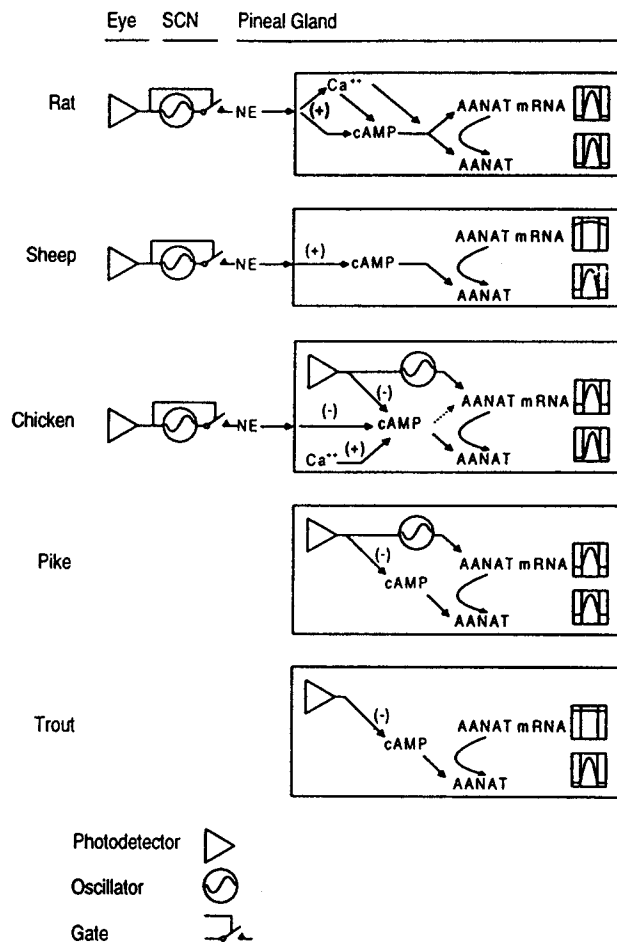 Eye SCN Pineal Gland
Rat
NE
(+)
Ca++
cAMP
AANAT mRNA
AANAT
Sheep
NE
(+)
cAMP
AANAT mRNA
AANAT
Chicken
NE
(-)
(-)
cAMP
Ca++
(+)
AANAT mRNA
AANAT
Pike
(-)
cAMP
AANAT mRNA
AANAT
Trout
(-)
cAMP
AANAT mRNA
AANAT
Photodetector
Oscillator
Gate